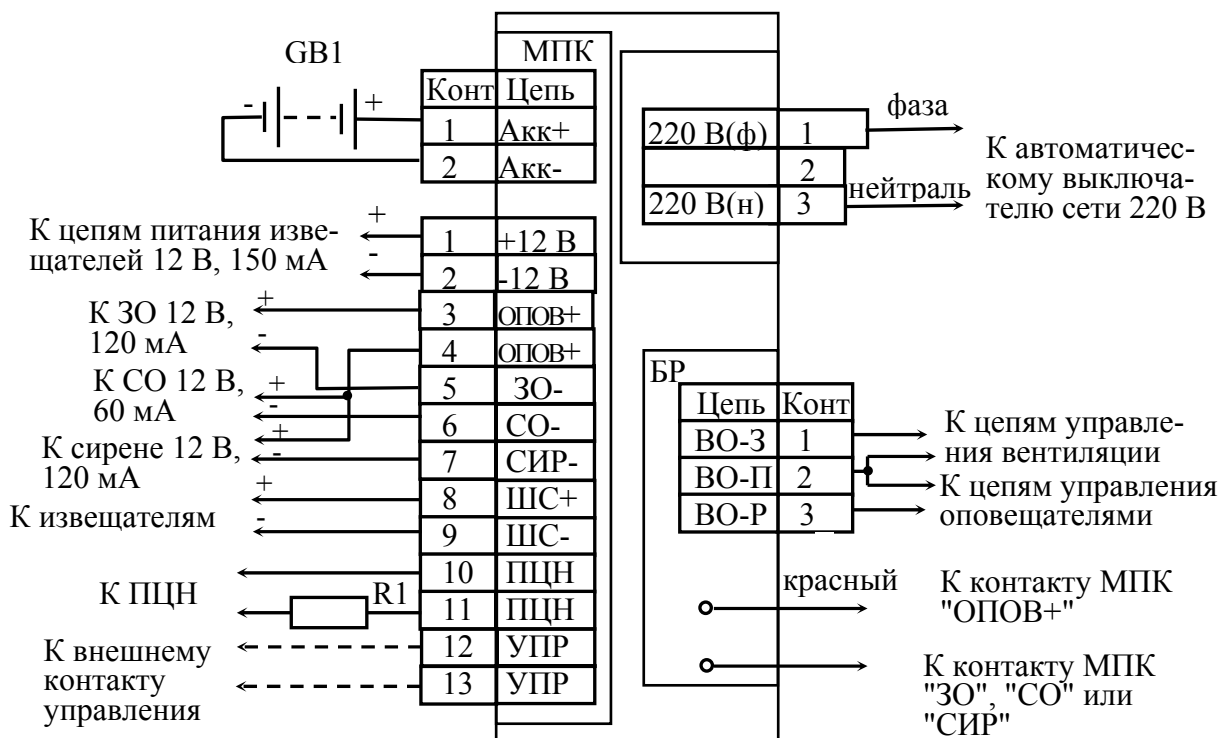 GB1
- +
МПК
Конт Цепь
1 Акк+
2 Акк-
К цепям питания изве-
щателей 12 В, 150 мА
+
-
1 +12 В
2 -12 В
3 ОПОВ+
4 ОПОВ+
5 ЗО-
6 СО-
7 СИР-
8 ШС+
9 ШС-
10 ПЦН
11 ПЦН
12 УПР
13 УПР
К ЗО 12 В,
120 мА
+
-
К СО 12 В,
60 мА
+
-
К сирене 12 В,
120 мА
+
-
К извещателям
+
-
К ПЦН
R1
К внешнему
контакту
управления
220 В(ф) 1
2
220 В(н) 3
фаза
нейтраль
К автоматичес-
кому выключа-
телю сети 220 В
БР
Цепь Конт
ВО-З 1
ВО-П 2
ВО-Р 3
К цепям управле-
ния вентиляции
К цепям управления
оповещателями
красный
К контакту МПК
"ОПОВ+"
К контакту МПК
"ЗО", "СО" или
"СИР"